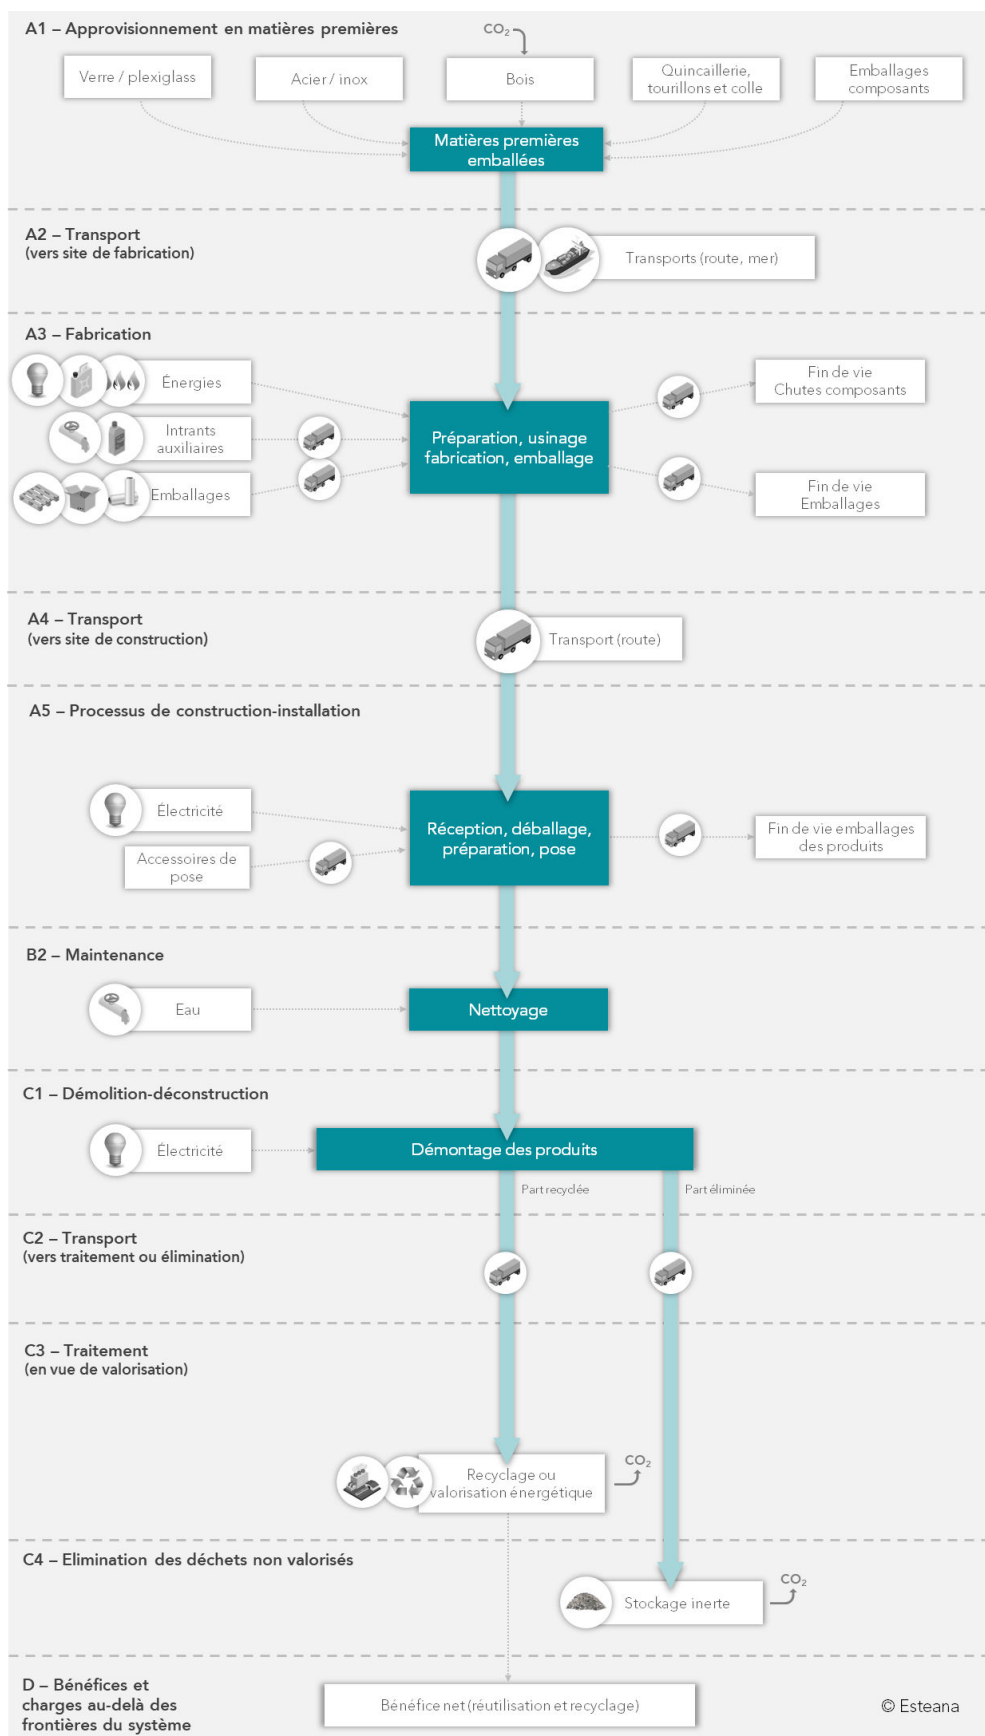 A1 – Approvisionnement en matières premières
CO₂
Verre / plexiglass
Acier / inox
Bois
Quincaillerie,
tourillons et colle
Emballages
composants
Matières premières
emballées
A2 – Transport
(vers site de fabrication)
Transports (route, mer)
A3 – Fabrication
Énergies
Intrants
auxiliaires
Emballages
Préparation, usinage
fabrication, emballage
Fin de vie
Chutes composants
Fin de vie
Emballages
A4 – Transport
(vers site de construction)
Transport (route)
A5 – Processus de construction-installation
Électricité
Accessoires de
pose
Réception, déballage,
préparation, pose
Fin de vie emballages
des produits
B2 – Maintenance
Eau
Nettoyage
C1 – Démolition-déconstruction
Électricité
Démontage des produits
Part recyclée
Part éliminée
C2 – Transport
(vers traitement ou élimination)
C3 – Traitement
(en vue de valorisation)
Recyclage ou
valorisation énergétique
CO₂
C4 – Elimination des déchets non valorisés
Stockage inerte
CO₂
D – Bénéfices et
charges au-delà des
frontières du système
Bénéfice net (réutilisation et recyclage)
© Esteana